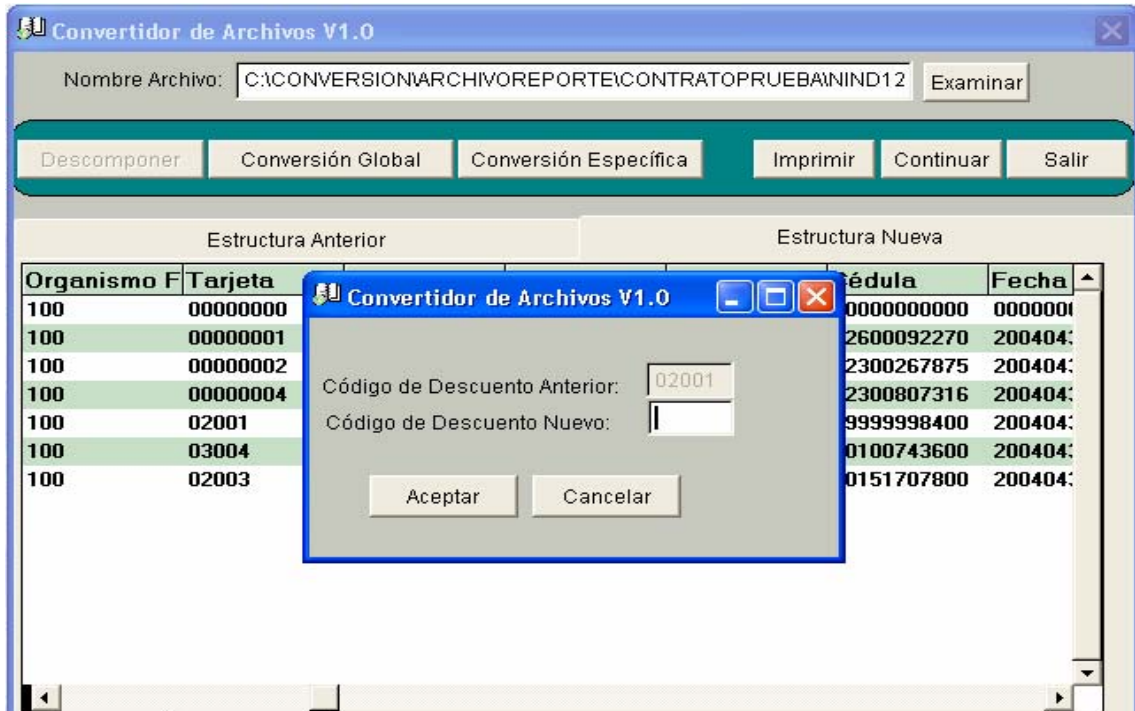 Convertidor de Archivos V1.0
Nombre Archivo: C:\CONVERSION\ARCHIVOREPORTE\CONTRATOPRUEBA\NIND12 Examinar
Descomponer Conversión Global Conversión Específica Imprimir Continuar Salir
Estructura Anterior Estructura Nueva
Organismo F Tarjeta Fecha
100 00000000 0000000000
100 00000001 2600092270
100 00000002 2300267875
100 00000004 2300807316
100 02001 9999998400
100 03004 0100743600
100 02003 0151707800
Convertidor de Archivos V1.0
Código de Descuento Anterior: 02001
Código de Descuento Nuevo:
Aceptar Cancelar